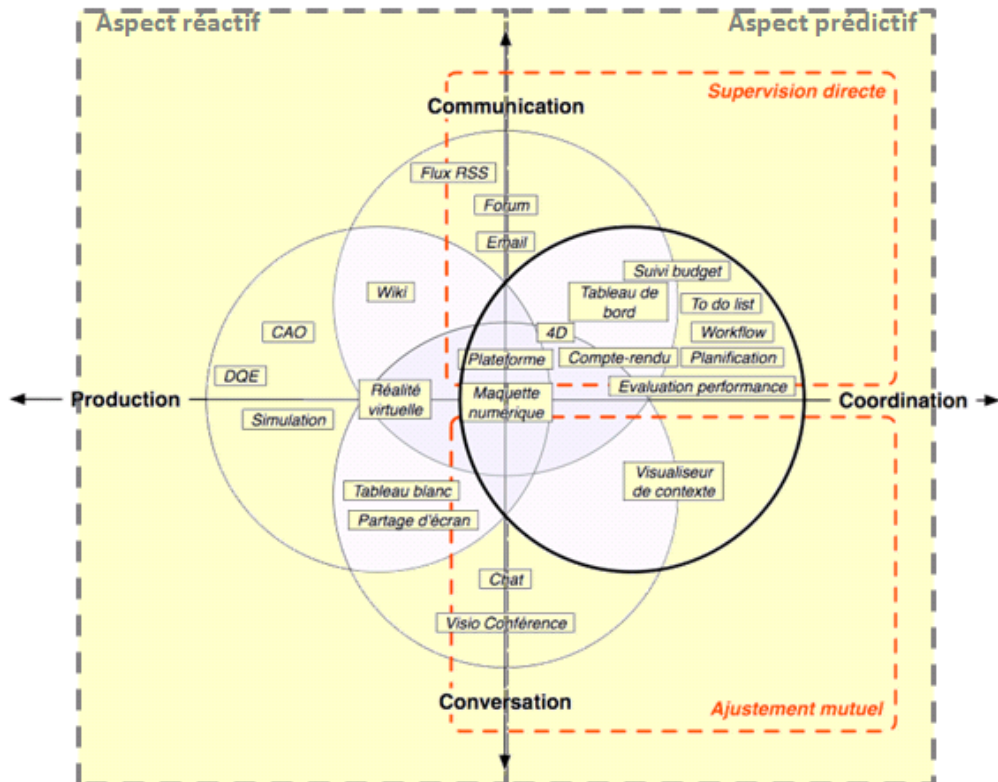 Aspect réactif
Aspect prédictif
Supervision directe
Communication
Flux RSS
Forum
Email
Suivi budget
Wiki
Tableau de
bord
To do list
CAO
4D
Workflow
Plateforme
Compte-rendu
Planification
DQE
Evaluation performance
Production
Réalité
virtuelle
Maquette
numérique
Coordination
Simulation
Visualiseur
de contexte
Tableau blanc
Partage d'écran
Chat
Visio Conférence
Conversation
Ajustement mutuel